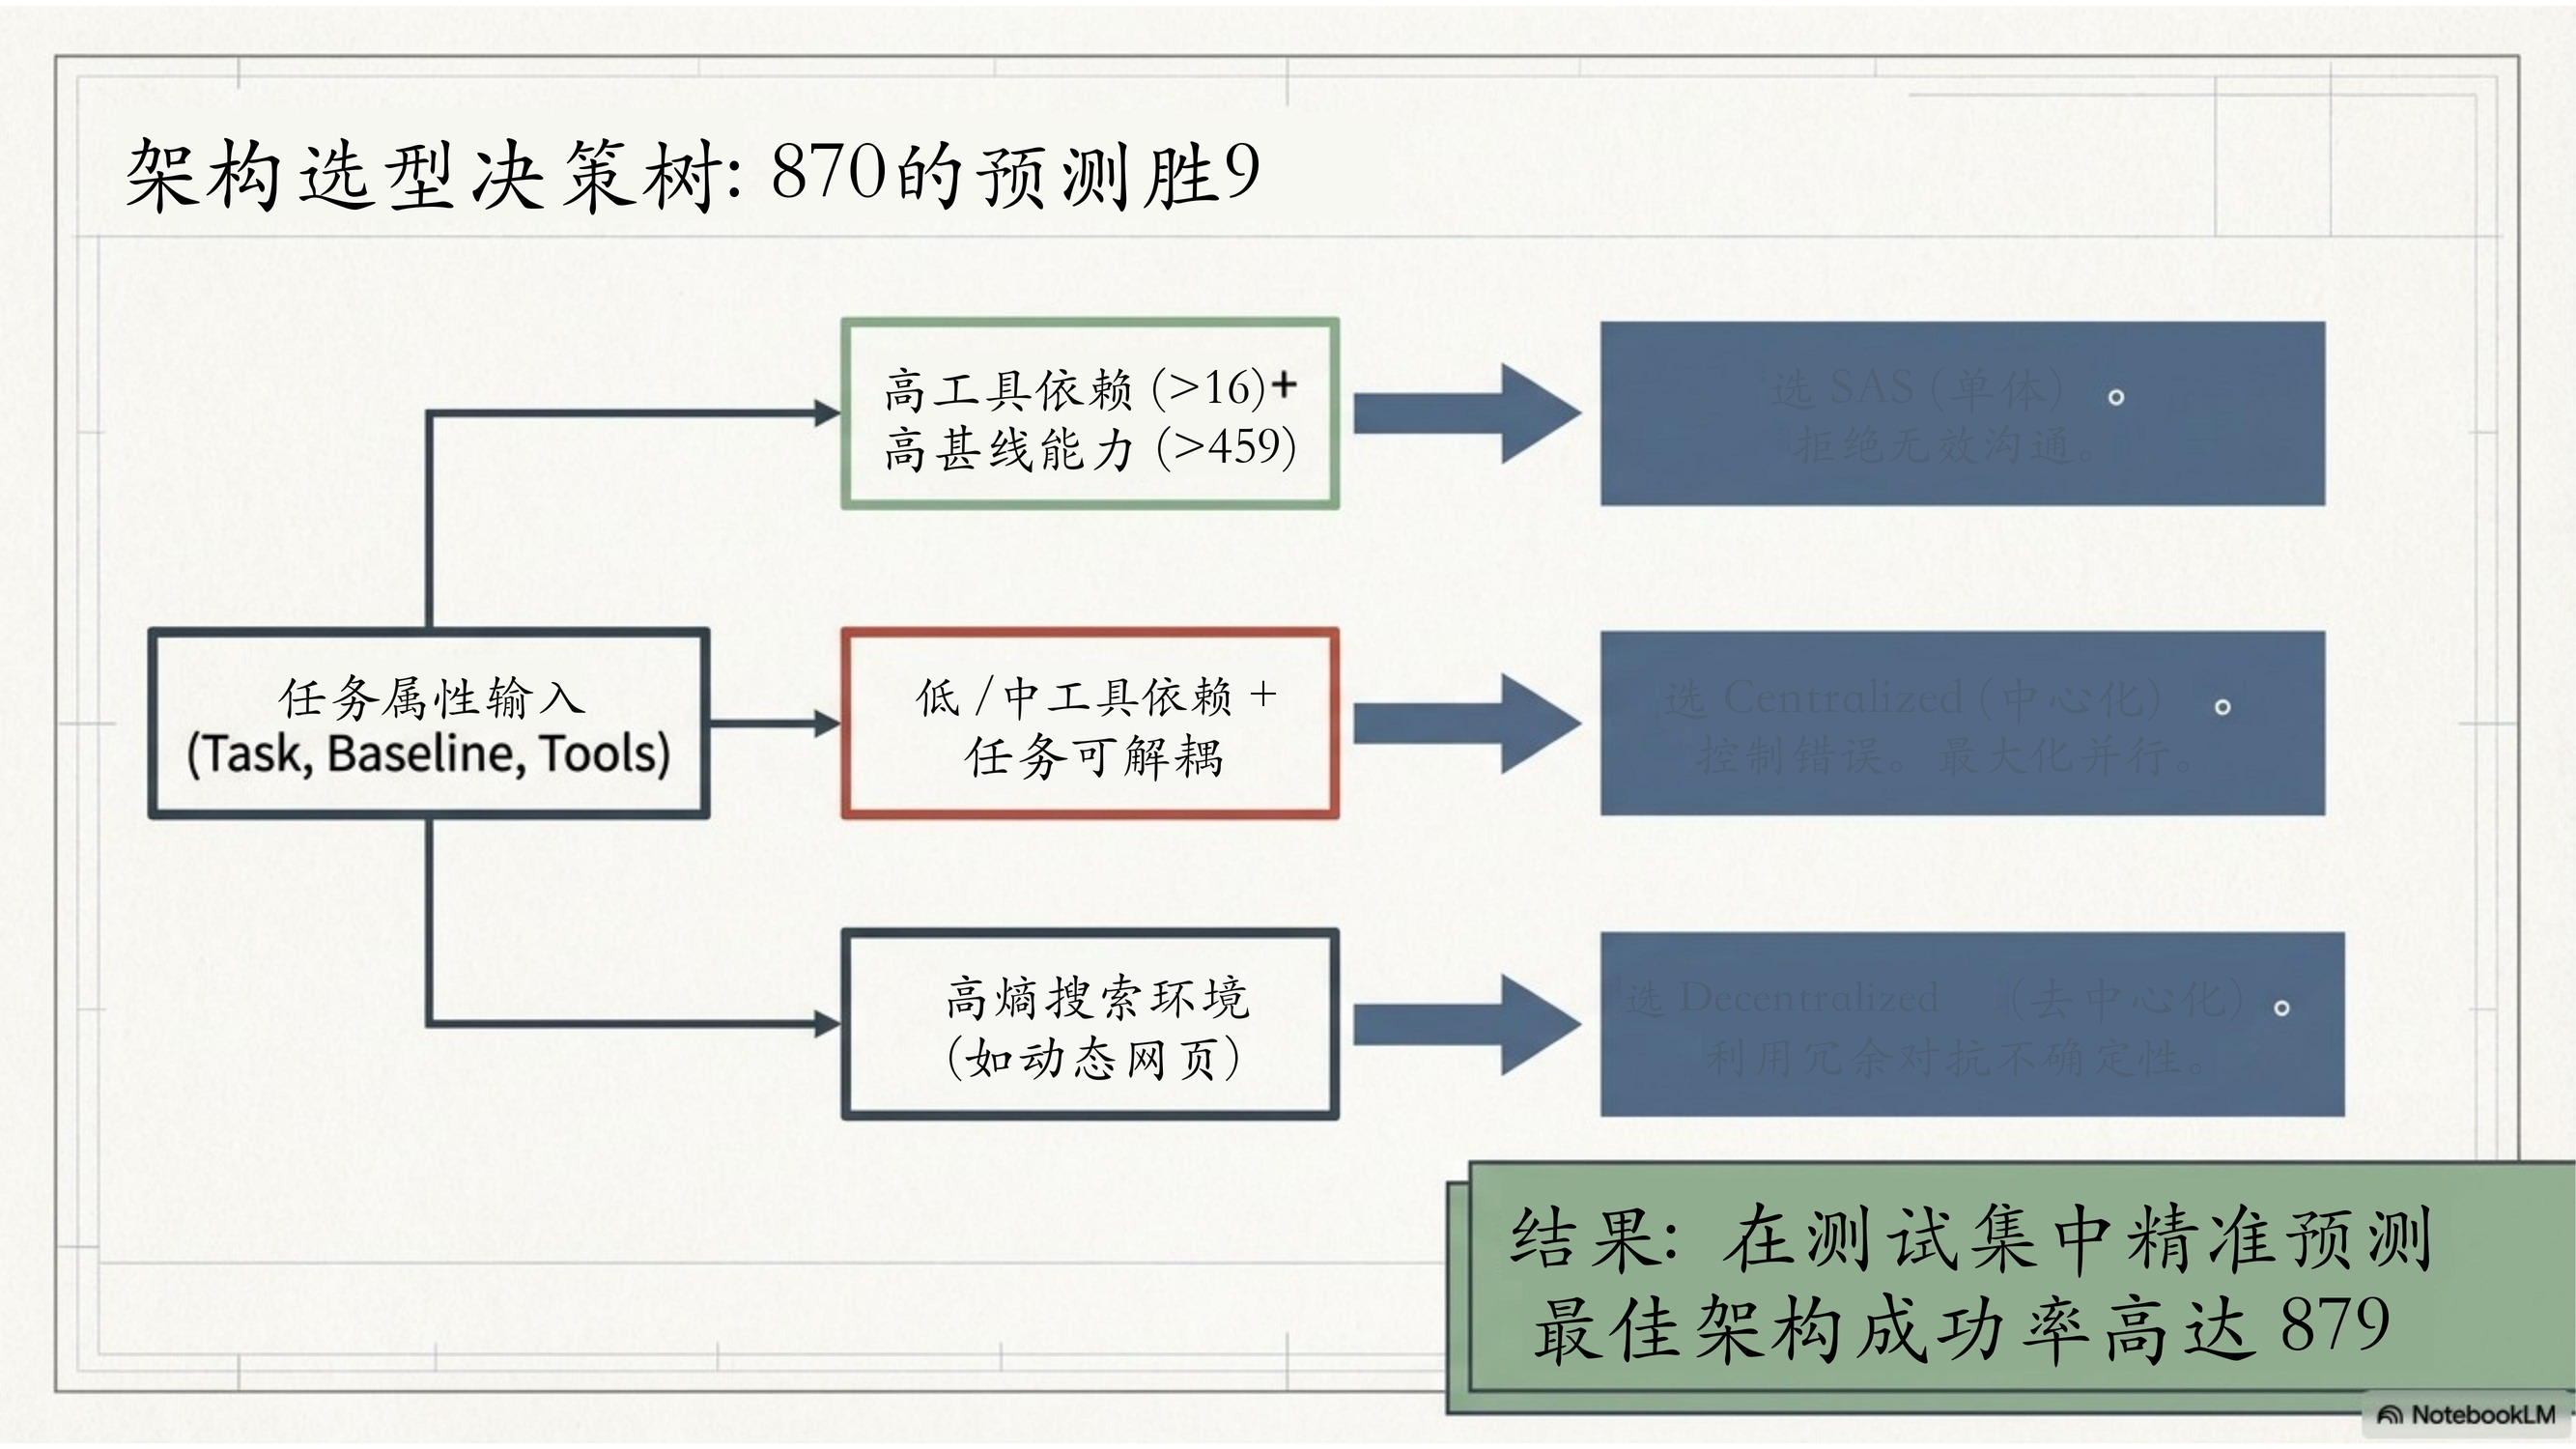 架构选型决策树: 870的预测胜9
高工具依赖 (>16)+
高甚线能力 (>459)
选 SAS (单体)
拒绝无效沟通。
任务属性输入
(Task, Baseline, Tools)
低 /中工具依赖 +
任务可解耦
选 Centralized (中心化)
控制错误。最大化并行。
高熵搜索环境
(如动态网页)
选 Decentralized (去中心化)
利用冗余对抗不确定性。
结果: 在测试集中精准预测
最佳架构成功率高达 879
NotebookLM